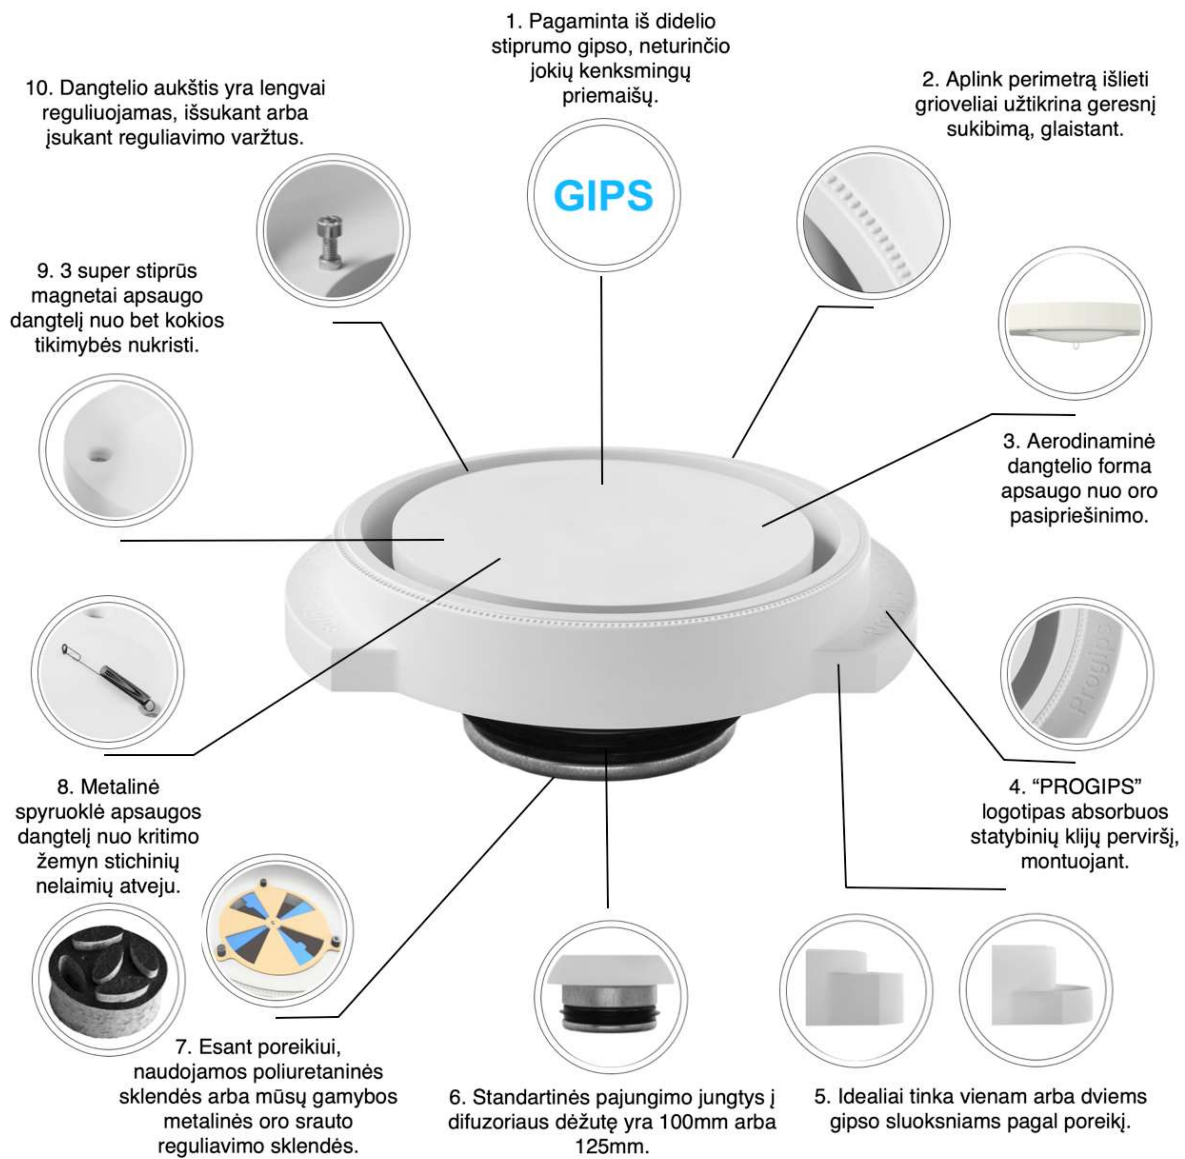 1. Pagaminta iš didelio
stiprumo gipso, neturinčio
jokių kenksmingų
priemaišų.
GIPS
2. Aplink perimetrą išlieti
grioveliai užtikrina geresnį
sukibimą, glaistant.
3. Aerodinaminė
dangtelio forma
apsaugo nuo oro
pasipriešinimo.
Progips
4. “PROGIPS”
logotipas absorbuos
statybinių klijų perviršį,
montuojant.
5. Idealiai tinka vienam arba dviems
gipso sluoksniams pagal poreikį.
6. Standartinės pajungimo jungtys į
difuzoriaus dėžutę yra 100mm arba
125mm.
7. Esant poreikiui,
naudojamos poliuretaninės
sklendės arba mūsų gamybos
metalinės oro srauto
reguliavimo sklendės.
8. Metalinė
spyruoklė apsaugos
dangtelį nuo kritimo
žemyn stichinių
nelaimių atveju.
9. 3 super stiprūs
magnetai apsaugo
dangtelį nuo bet kokios
tikimybės nukristi.
10. Dangtelio aukštis yra lengvai
reguliuojamas, išsukant arba
įsukant reguliavimo varžtus.